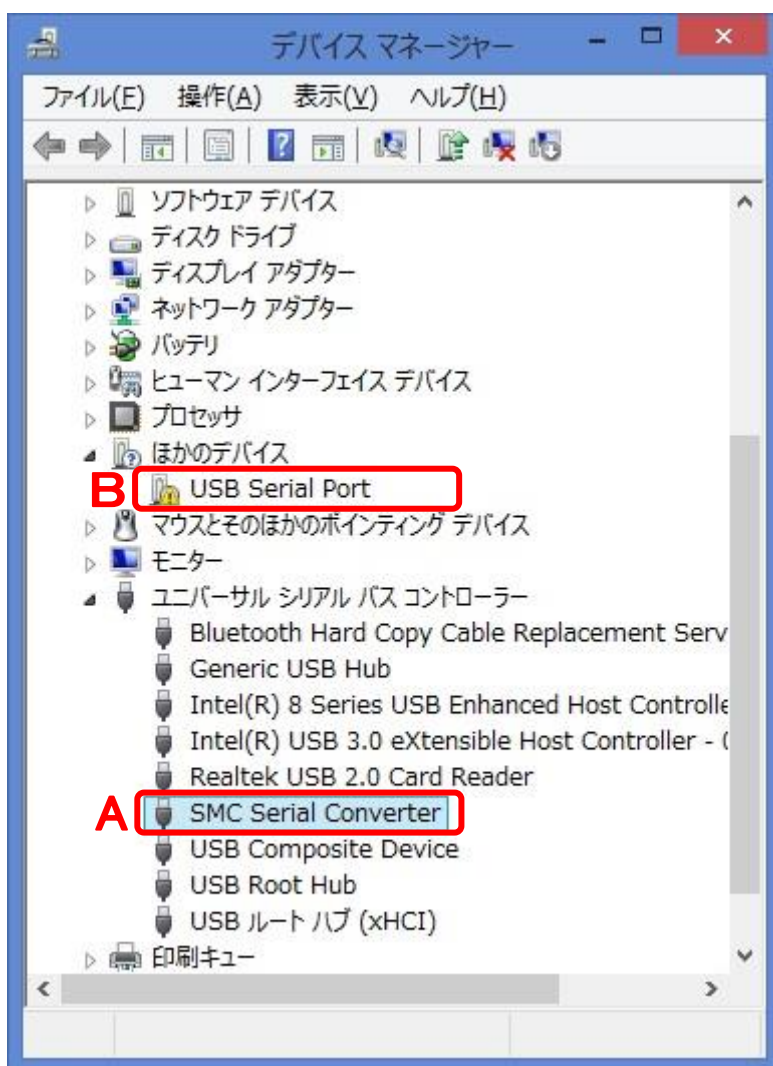 デバイス マネージャー
ファイル(F) 操作(A) 表示(V) ヘルプ(H)
ソフトウェア デバイス
ディスク ドライブ
ディスプレイ アダプター
ネットワーク アダプター
バッテリ
ヒューマン インターフェイス デバイス
プロセッサ
ほかのデバイス
B USB Serial Port
マウスとそのほかのポインティング デバイス
モニター
ユニバーサル シリアル バス コントローラー
Bluetooth Hard Copy Cable Replacement Serv
Generic USB Hub
Intel(R) 8 Series USB Enhanced Host Controlle
Intel(R) USB 3.0 eXtensible Host Controller - (
Realtek USB 2.0 Card Reader
A SMC Serial Converter
USB Composite Device
USB Root Hub
USB ルート ハブ (xHCI)
印刷キュー